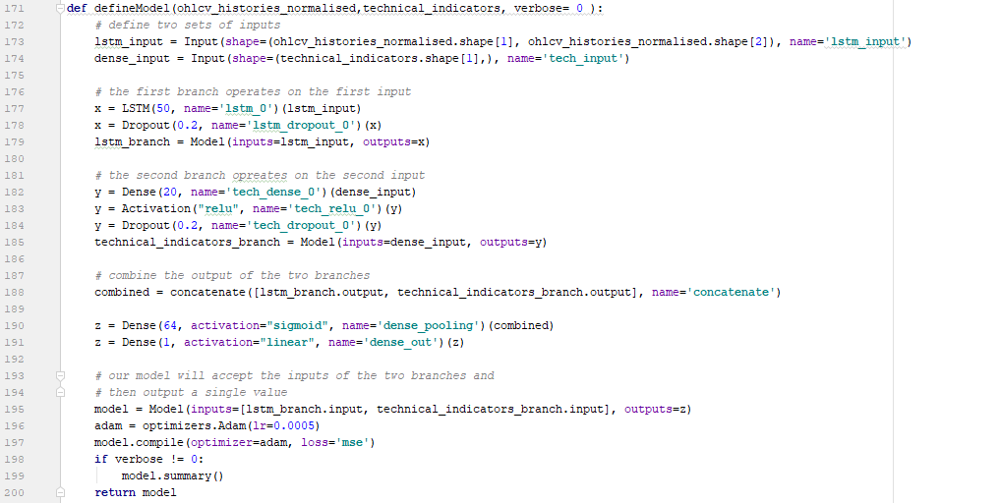 171 def defineModel(ohlcv_histories_normalised,technical_indicators, verbose= 0 ):
172     # define two sets of inputs
173     lstm_input = Input(shape=(ohlcv_histories_normalised.shape[1], ohlcv_histories_normalised.shape[2]), name='lstm_input')
174     dense_input = Input(shape=(technical_indicators.shape[1],), name='tech_input')
175
176     # the first branch operates on the first input
177     x = LSTM(50, name='lstm_0')(lstm_input)
178     x = Dropout(0.2, name='lstm_dropout_0')(x)
179     lstm_branch = Model(inputs=lstm_input, outputs=x)
180
181     # the second branch opreates on the second input
182     y = Dense(20, name='tech_dense_0')(dense_input)
183     y = Activation("relu", name='tech_relu_0')(y)
184     y = Dropout(0.2, name='tech_dropout_0')(y)
185     technical_indicators_branch = Model(inputs=dense_input, outputs=y)
186
187     # combine the output of the two branches
188     combined = concatenate([lstm_branch.output, technical_indicators_branch.output], name='concatenate')
189
190     z = Dense(64, activation="sigmoid", name='dense_pooling')(combined)
191     z = Dense(1, activation="linear", name='dense_out')(z)
192
193     # our model will accept the inputs of the two branches and
194     # then output a single value
195     model = Model(inputs=[lstm_branch.input, technical_indicators_branch.input], outputs=z)
196     adam = optimizers.Adam(lr=0.0005)
197     model.compile(optimizer=adam, loss='mse')
198     if verbose != 0:
199         model.summary()
200     return model